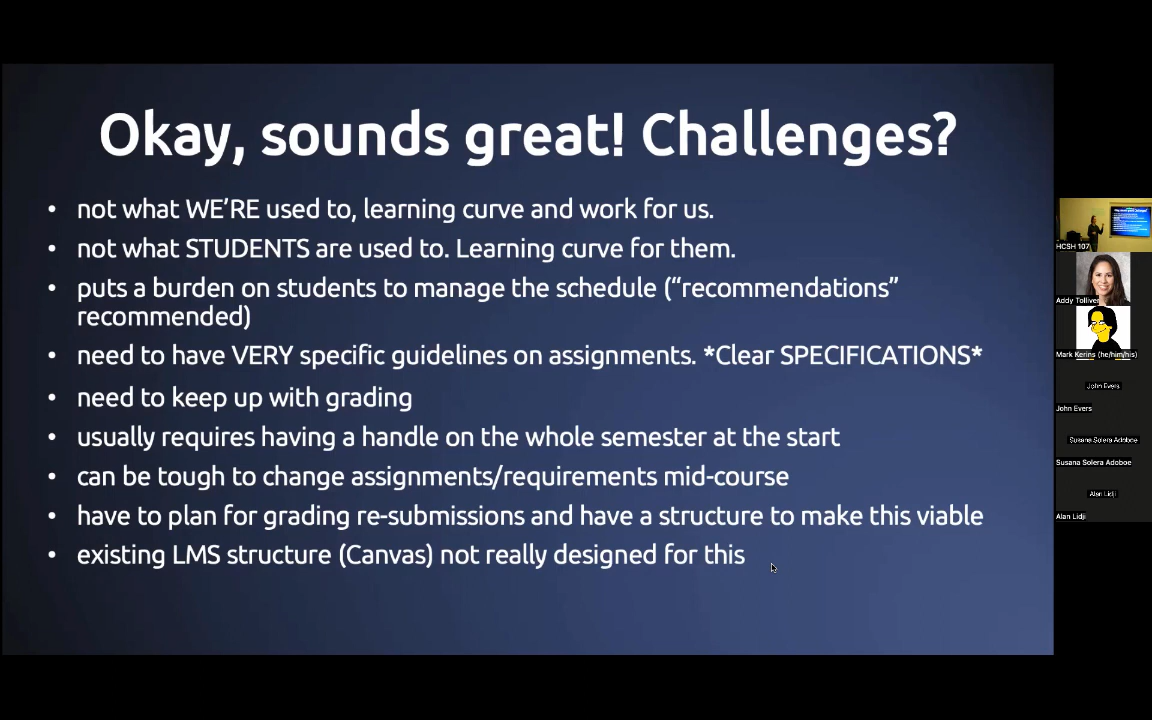 Okay, sounds great! Challenges?
• not what WE’RE used to, learning curve and work for us.
• not what STUDENTS are used to. Learning curve for them.
• puts a burden on students to manage the schedule (“recommendations”
recommended)
• need to have VERY specific guidelines on assignments. *Clear SPECIFICATIONS*
• need to keep up with grading
• usually requires having a handle on the whole semester at the start
• can be tough to change assignments/requirements mid-course
• have to plan for grading re-submissions and have a structure to make this viable
• existing LMS structure (Canvas) not really designed for this
HCSH 107
Addy Tolliver
Mark Kerins (he/him/his)
John Evers
John Evers
Susana Solera Adoboe
Susana Solera Adoboe
Alan Lidji
Alan Lidji